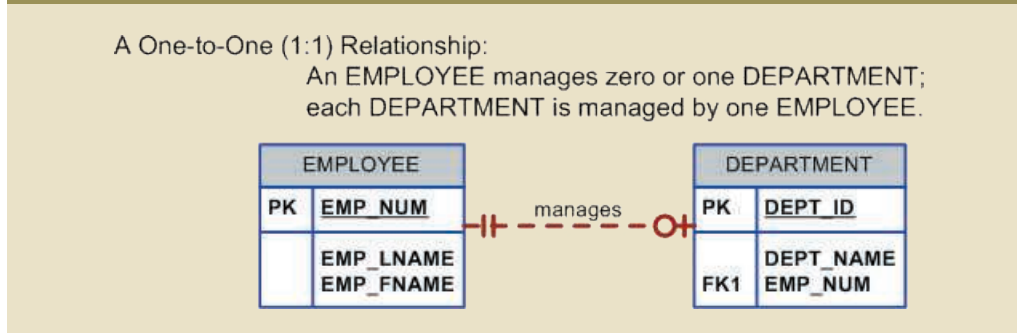 A One-to-One (1:1) Relationship:
An EMPLOYEE manages zero or one DEPARTMENT;
each DEPARTMENT is managed by one EMPLOYEE.
EMPLOYEE
PK EMP_NUM
EMP_LNAME
EMP_FNAME
manages
DEPARTMENT
PK DEPT_ID
DEPT_NAME
FK1 EMP_NUM